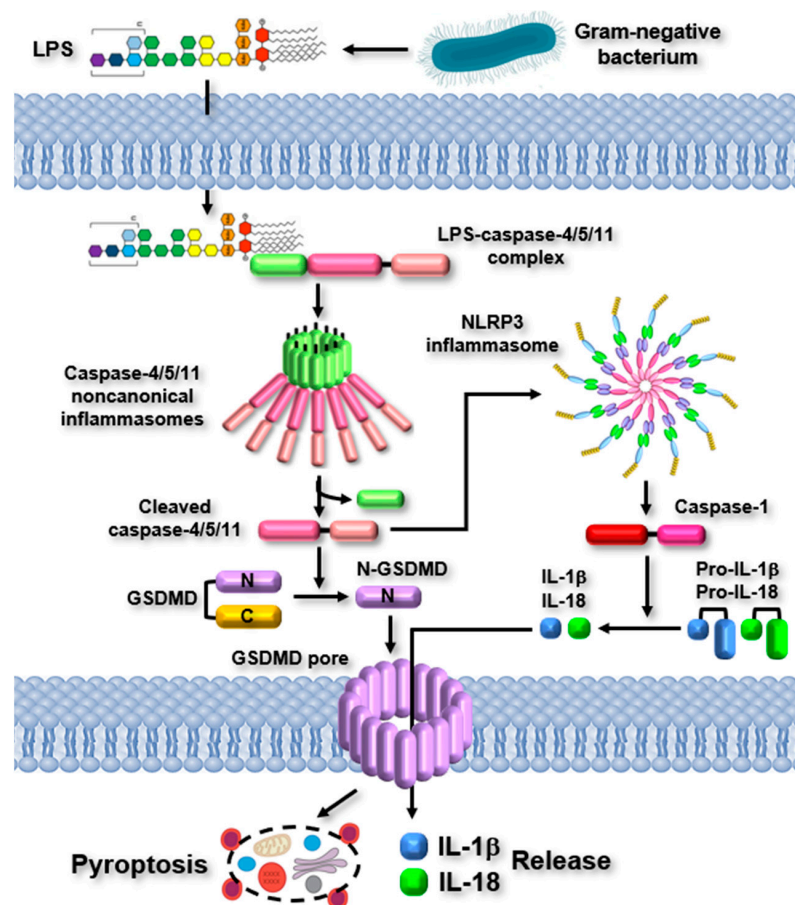 LPS
Gram-negative
bacterium
LPS-caspase-4/5/11
complex
NLRP3
inflammasome
Caspase-4/5/11
noncanonical
inflammasomes
Cleaved
caspase-4/5/11
Caspase-1
N-GSDMD
IL-1β
IL-18
Pro-IL-1β
Pro-IL-18
GSDMD
N
C
N
GSDMD pore
Pyroptosis
IL-1β
IL-18
Release